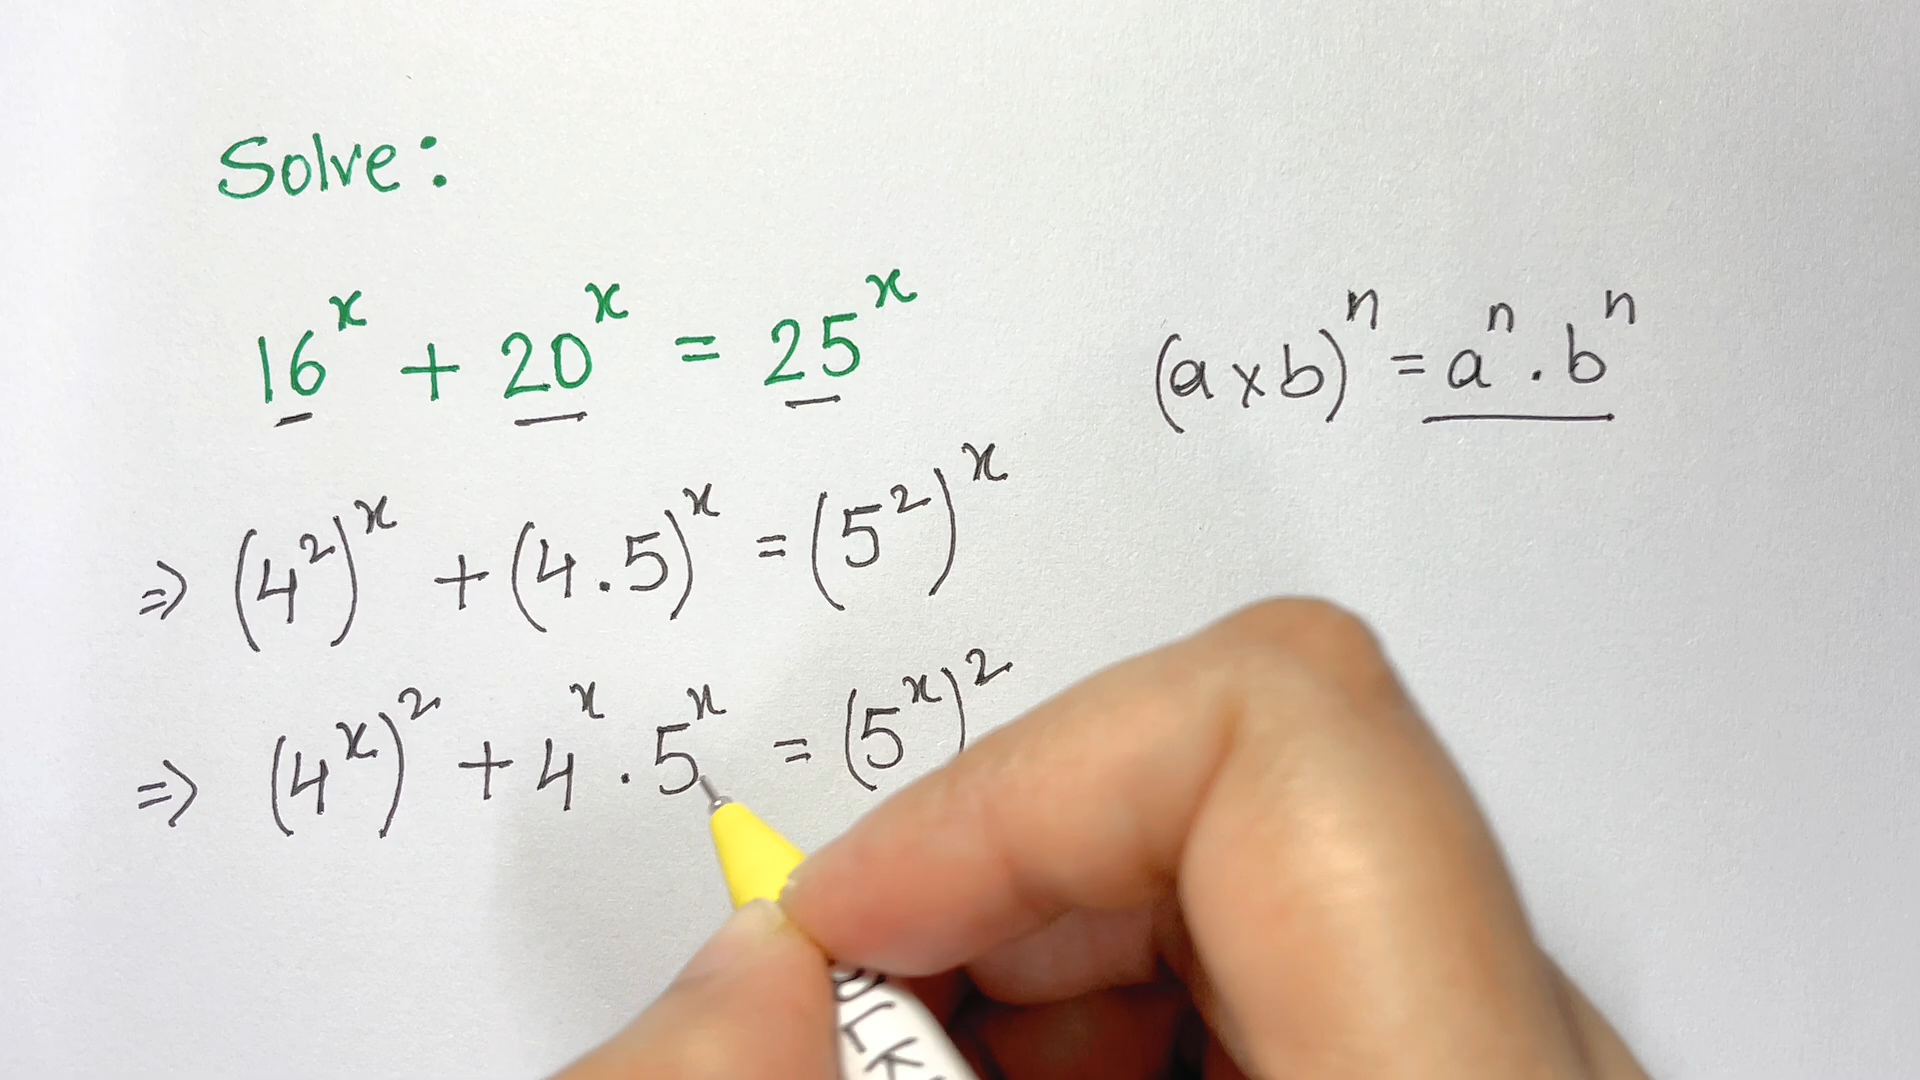 Solve:
16^x + 20^x = 25^x
(a×b)^n = a^n . b^n
⇒ (4^2)^x + (4.5)^x = (5^2)^x
⇒ (4^x)^2 + 4^x . 5^x = (5^x)^2